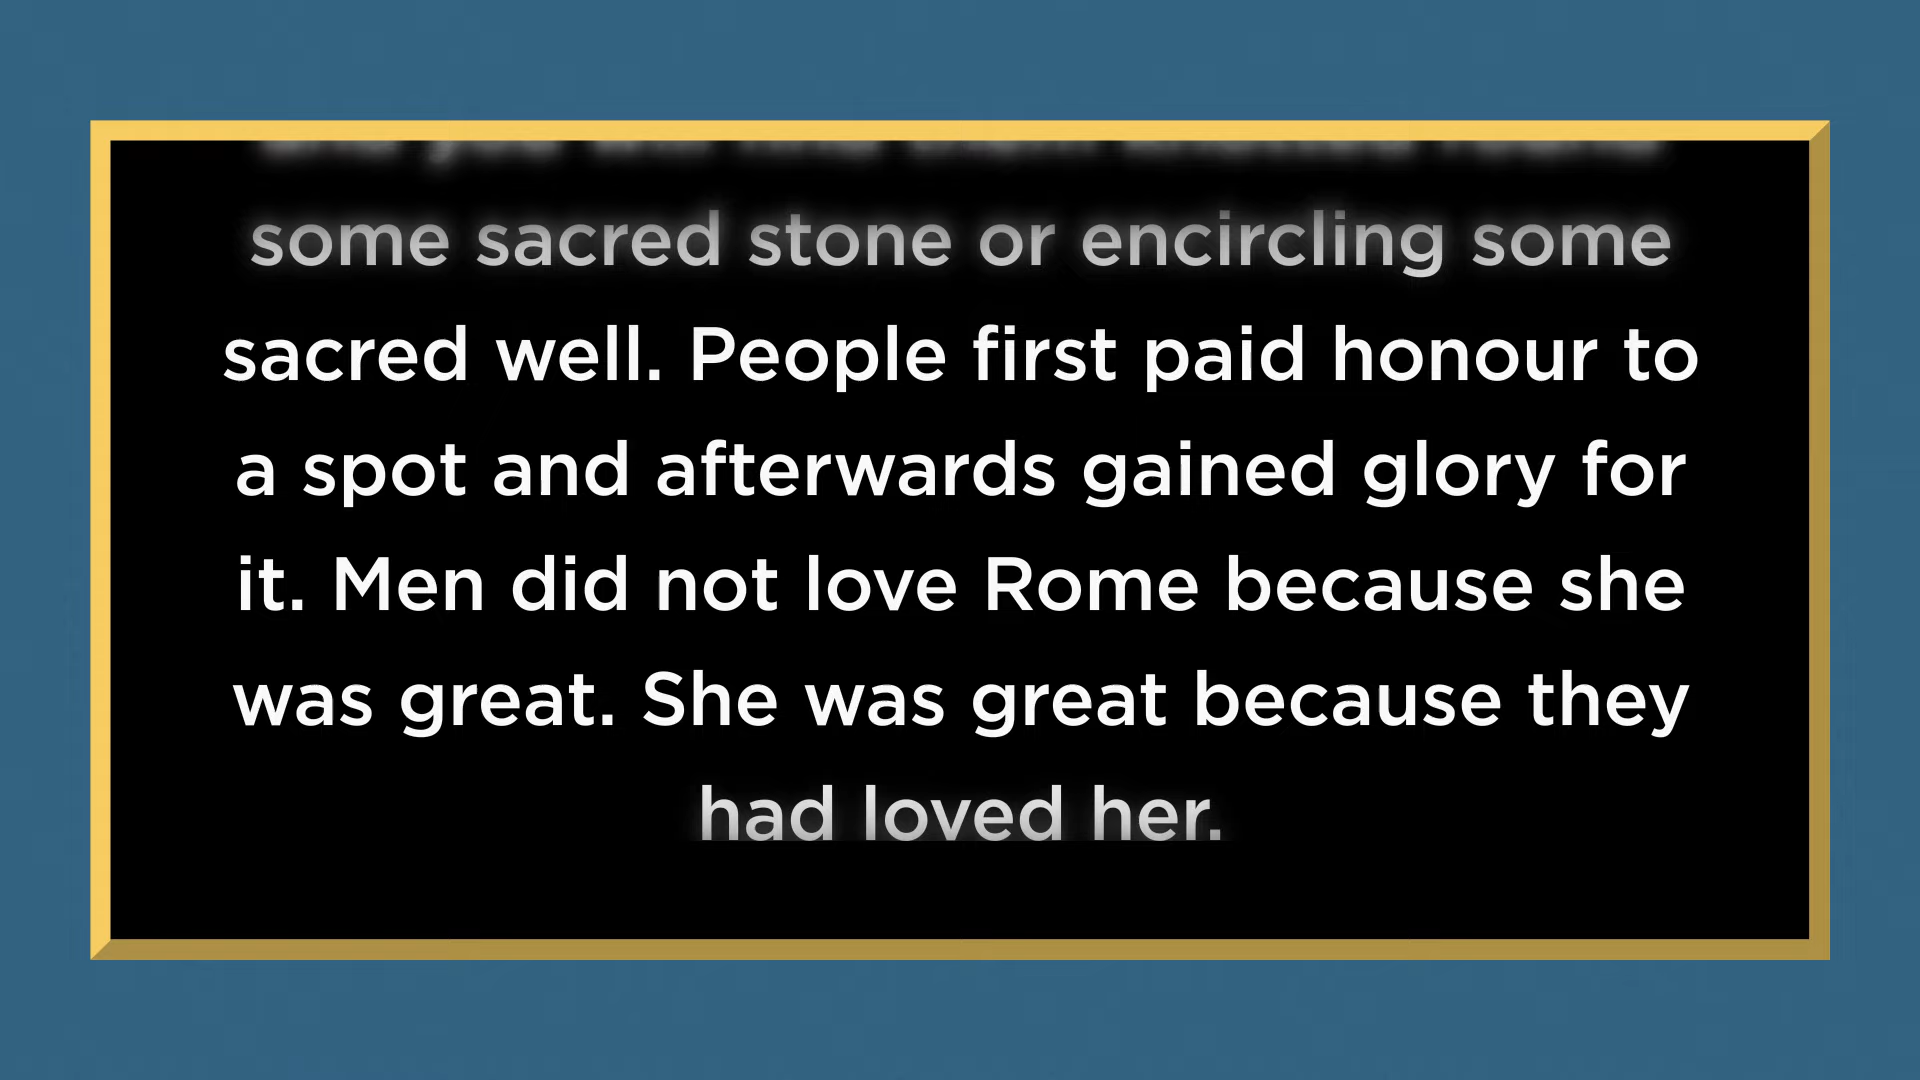 some sacred stone or encircling some
sacred well. People first paid honour to
a spot and afterwards gained glory for
it. Men did not love Rome because she
was great. She was great because they
had loved her.